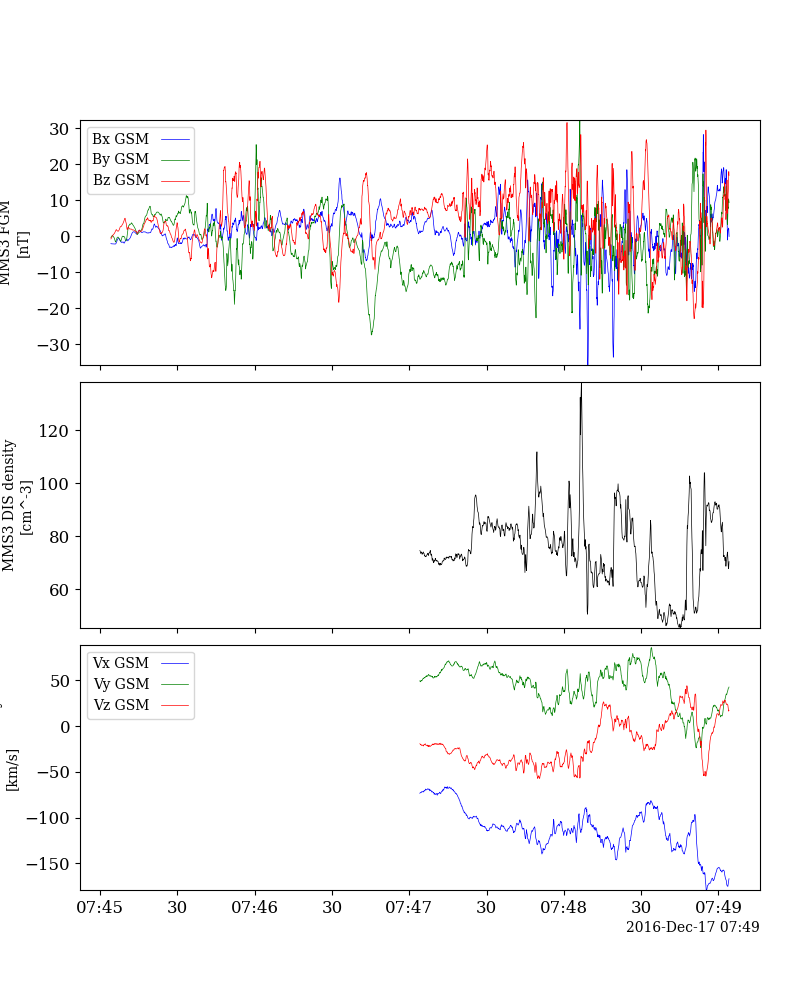 30
20
10
0
−10
−20
−30
MMS3 FGM
[nT]
Bx GSM
By GSM
Bz GSM
120
100
80
60
MMS3 DIS density
[cm^-3]
50
0
−50
−100
−150
[km/s]
Vx GSM
Vy GSM
Vz GSM
07:45 30 07:46 30 07:47 30 07:48 30 07:49
2016-Dec-17 07:49